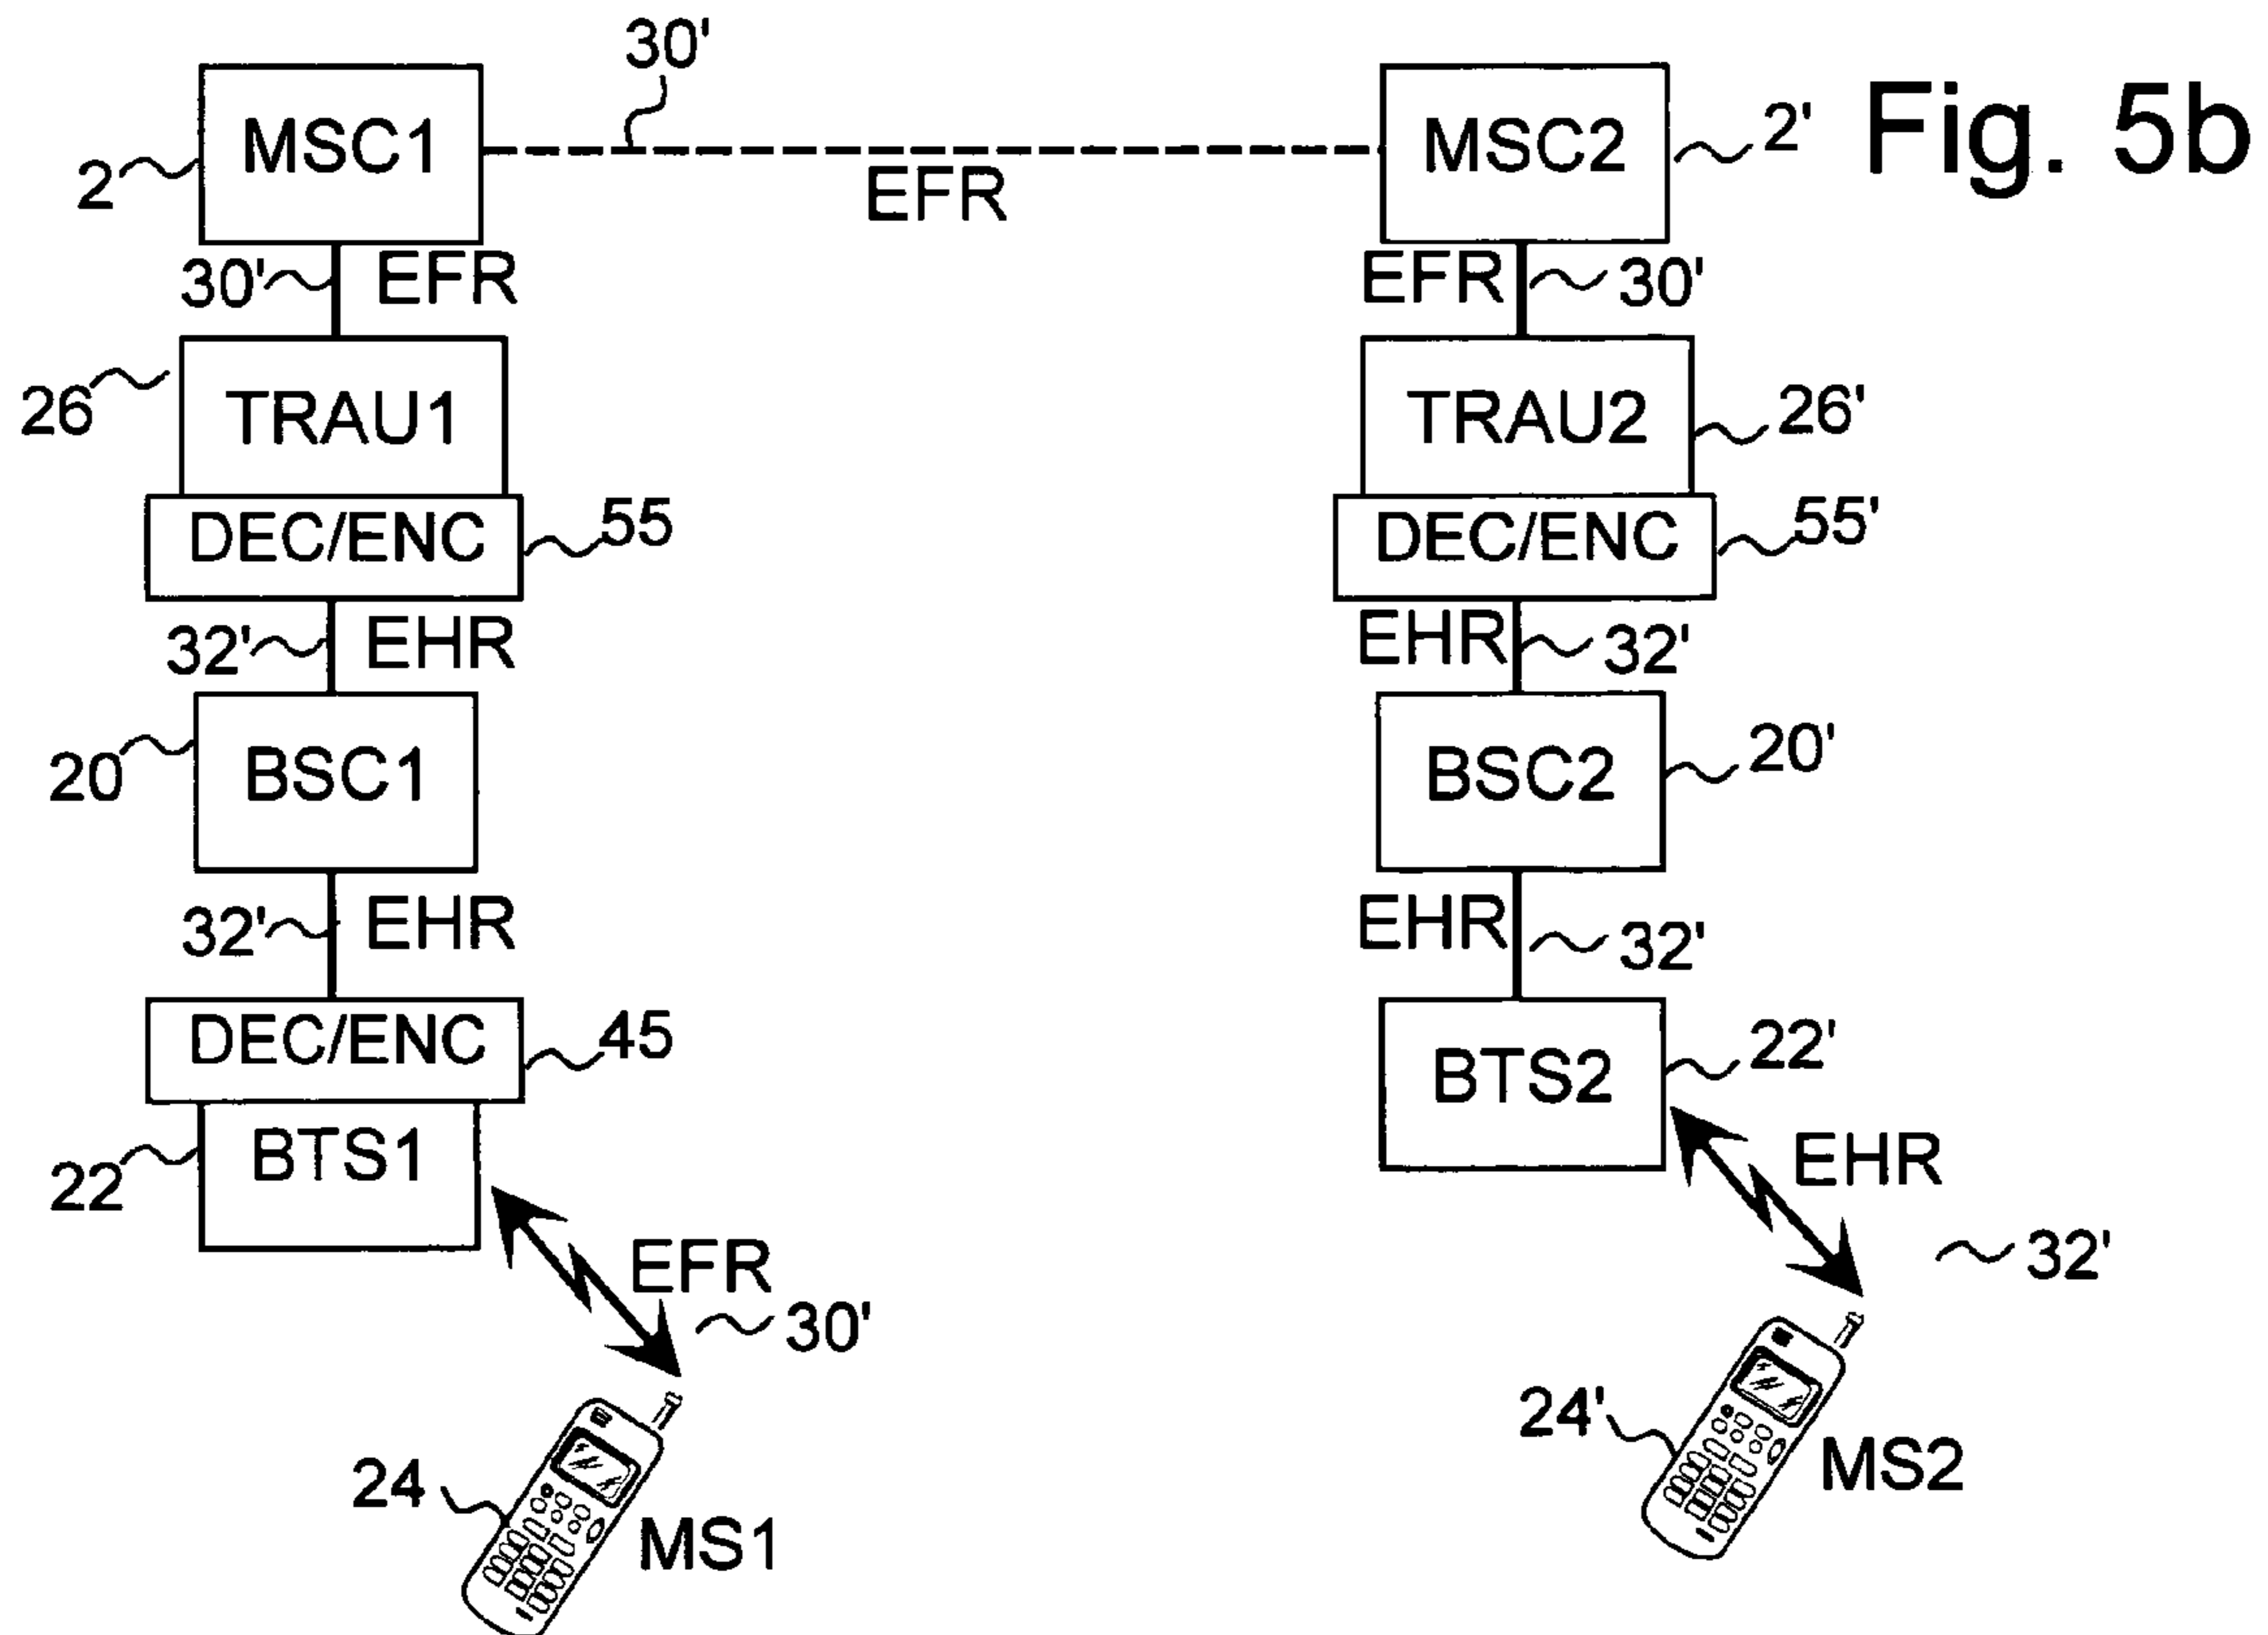 30'
MSC1
MSC2
2'
Fig. 5b
2
EFR
30'
EFR
EFR
30'
26
TRAU1
TRAU2
26'
DEC/ENC
55
DEC/ENC
55'
32'
EHR
EHR
32'
20
BSC1
BSC2
20'
32'
EHR
EHR
32'
DEC/ENC
45
BTS2
22'
22
BTS1
EHR
EFR
32'
30'
24'
MS2
24
MS1